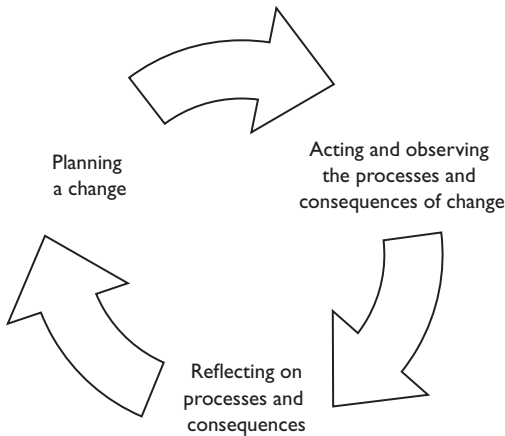 Planning
a change
Acting and observing
the processes and
consequences of change
Reflecting on
processes and
consequences